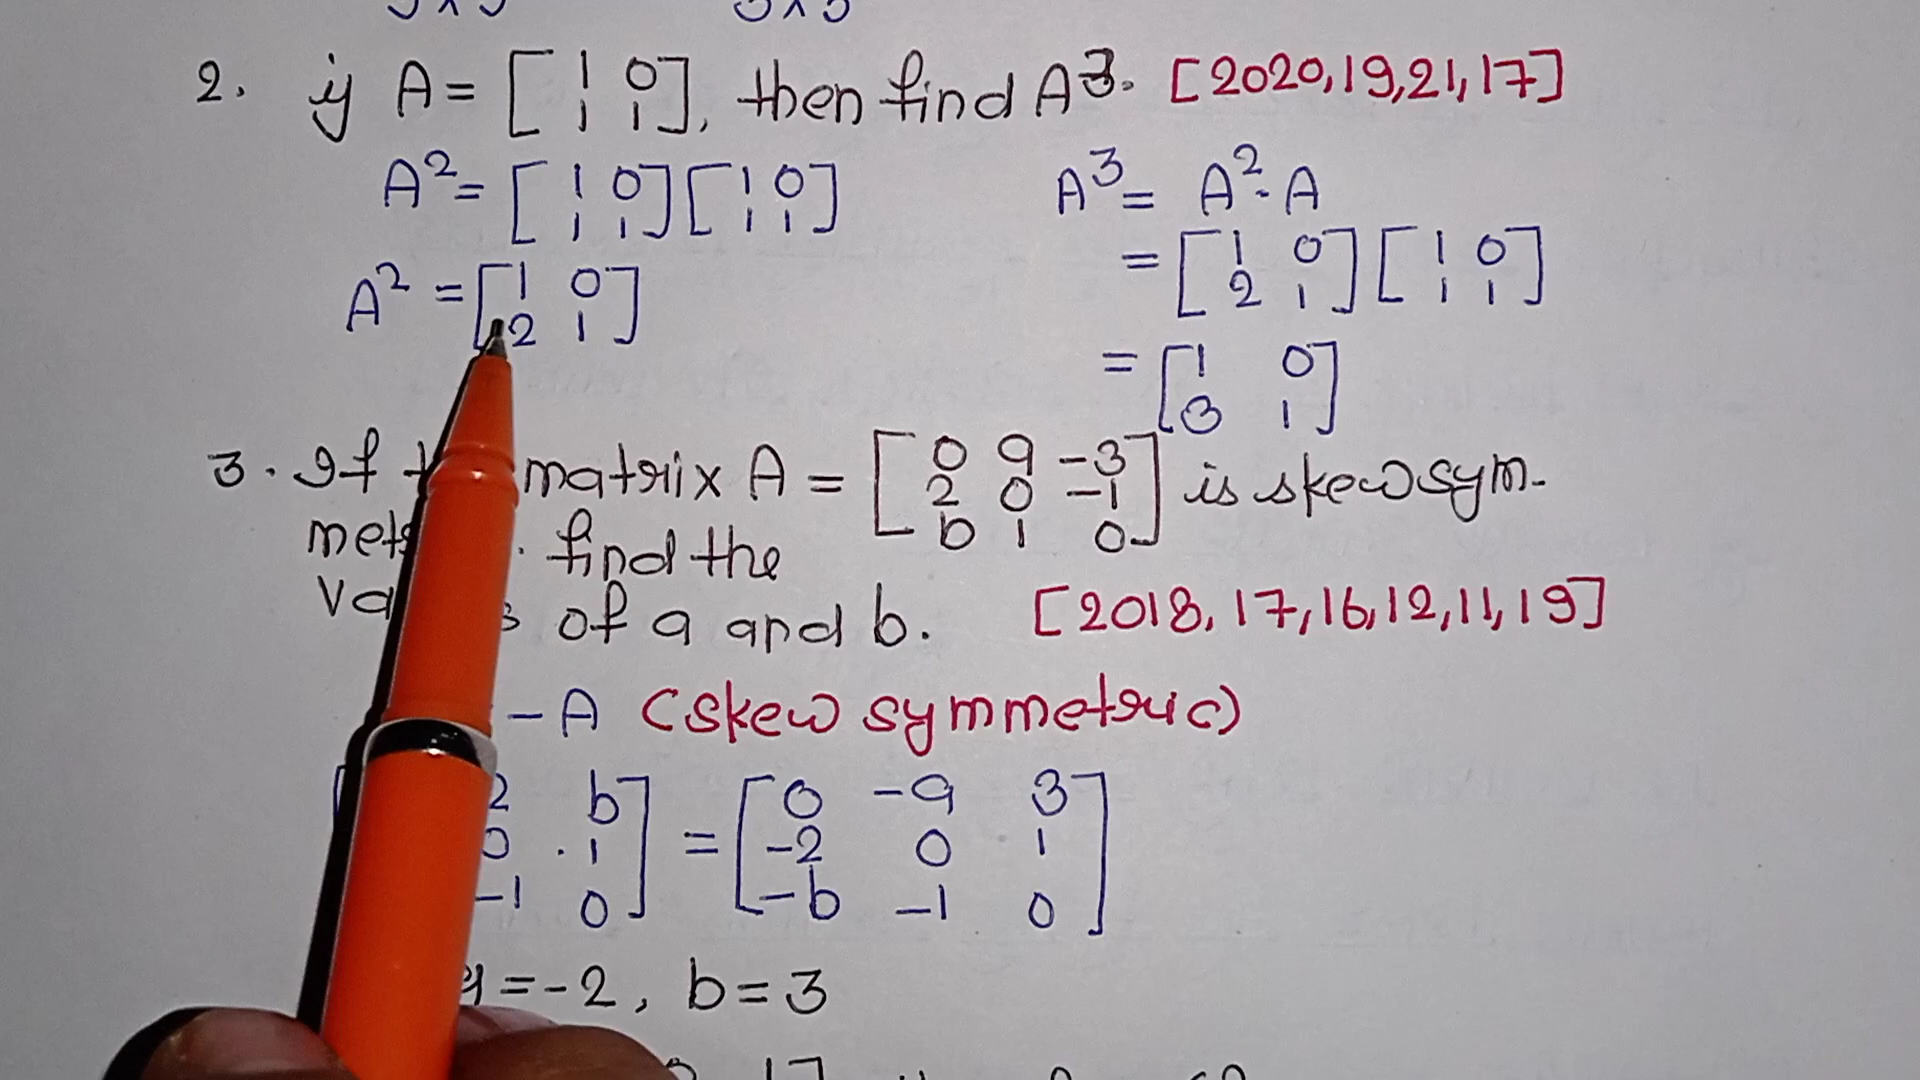 2. if A = [ 1 0 ], then find A³. [2020,19,21,17]
1 1
A² = [ 1 0 ] [ 1 0 ]
1 1 1 1
A² = [ 1 0 ]
2 1
A³ = A². A
= [ 1 0 ] [ 1 0 ]
2 1 1 1
= [ 1 0 ]
3 1
3. If matrix A = [ 0 a -3 ] is skew sym-
2 0 -1
b 1 0
find the
of a and b. [2018, 17, 16, 12, 11, 19]
-A (skew symmetric)
2 b ] = [ 0 -a 3 ]
0 . 1 -2 0 1
-1 0 -b -1 0
a = -2, b = 3